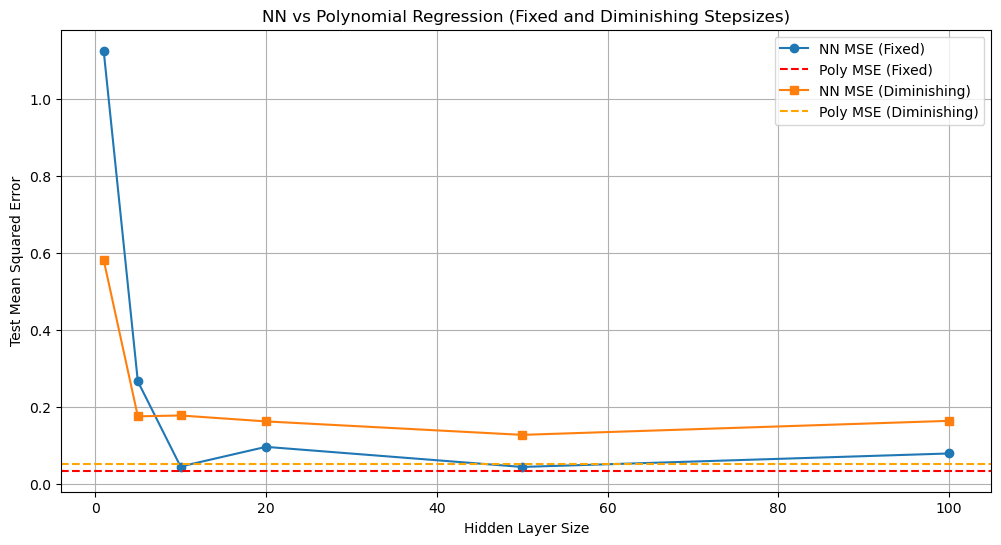 NN vs Polynomial Regression (Fixed and Diminishing Stepsizes)
NN MSE (Fixed)
Poly MSE (Fixed)
NN MSE (Diminishing)
Poly MSE (Diminishing)
Test Mean Squared Error
1.0
0.8
0.6
0.4
0.2
0.0
0 20 40 60 80 100
Hidden Layer Size